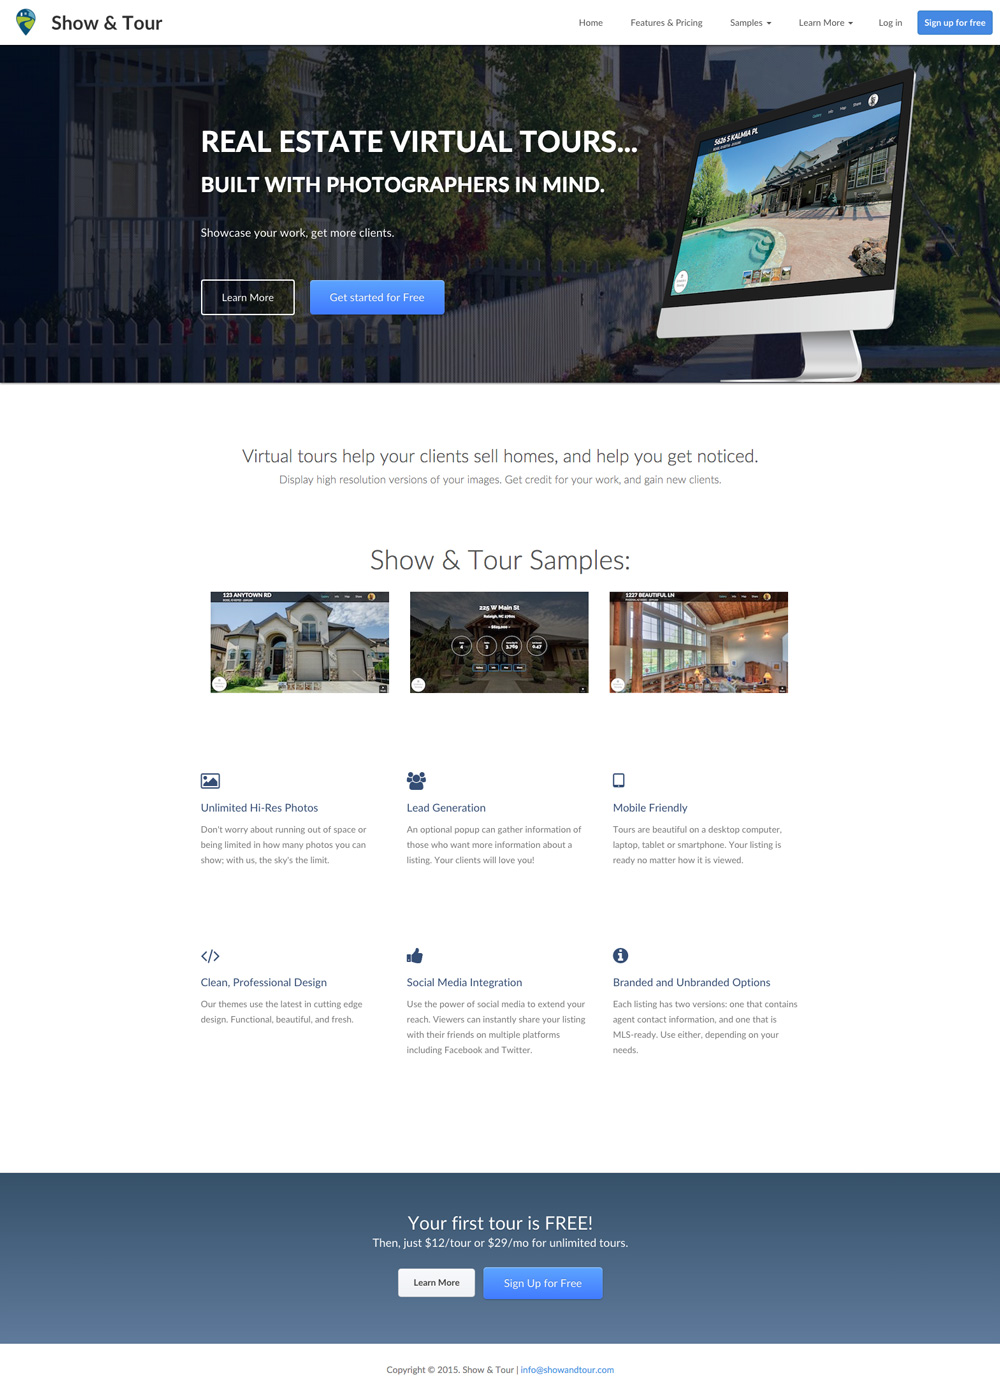 Show & Tour
Home
Features & Pricing
Samples
Learn More
Log in
Sign up for free
REAL ESTATE VIRTUAL TOURS...
BUILT WITH PHOTOGRAPHERS IN MIND.
Showcase your work, get more clients.
Learn More
Get started for Free
5626 S KALMIA PL
Virtual tours help your clients sell homes, and help you get noticed.
Display high resolution versions of your images. Get credit for your work, and gain new clients.
Show & Tour Samples:
123 ANYTOWN RD
225 W Main St
Raleigh, NC 27601
1227 BEAUTIFUL LN
Unlimited Hi-Res Photos
Don't worry about running out of space or
being limited in how many photos you can
show; with us, the sky's the limit.
Lead Generation
An optional popup can gather information of
those who want more information about a
listing. Your clients will love you!
Mobile Friendly
Tours are beautiful on a desktop computer,
laptop, tablet or smartphone. Your listing is
ready no matter how it is viewed.
Clean, Professional Design
Our themes use the latest in cutting edge
design. Functional, beautiful, and fresh.
Social Media Integration
Use the power of social media to extend your
reach. Viewers can instantly share your listing
with their friends on multiple platforms
including Facebook and Twitter.
Branded and Unbranded Options
Each listing has two versions: one that contains
agent contact information, and one that is
MLS-ready. Use either, depending on your
needs.
Your first tour is FREE!
Then, just $12/tour or $29/mo for unlimited tours.
Learn More
Sign Up for Free
Copyright © 2015. Show & Tour | info@showandtour.com